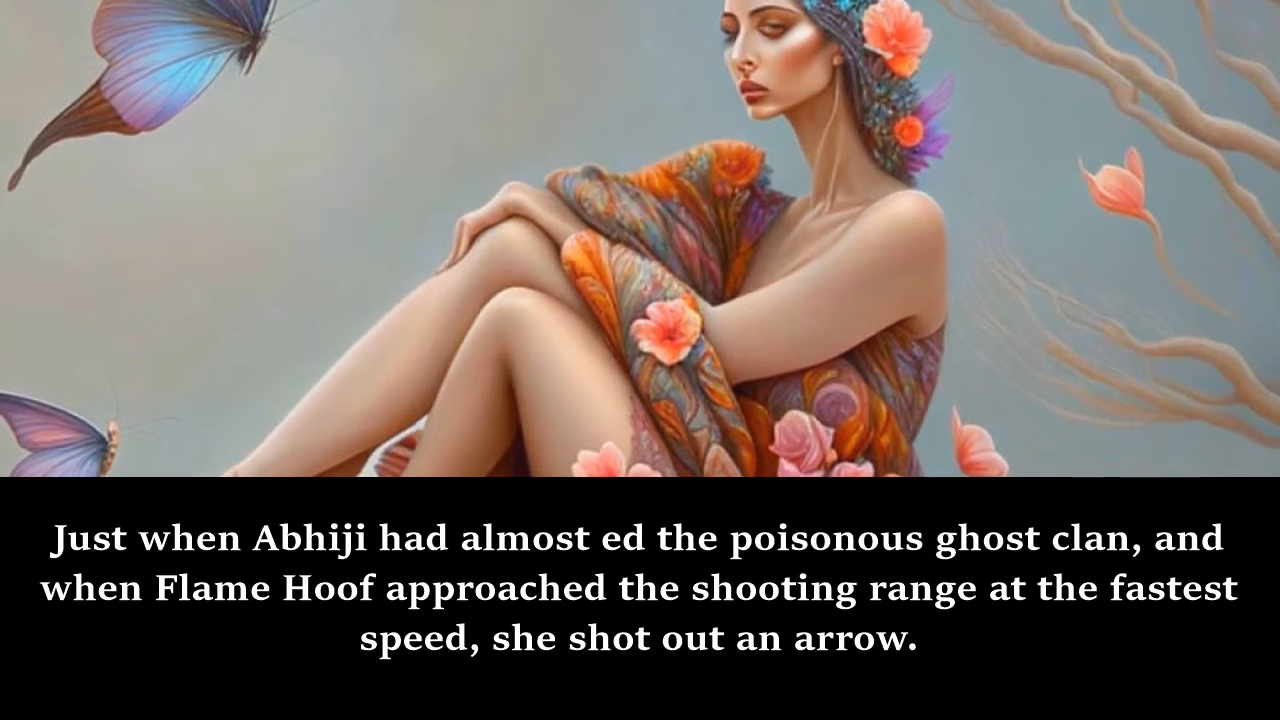 Just when Abhiji had almost ed the poisonous ghost clan, and
when Flame Hoof approached the shooting range at the fastest
speed, she shot out an arrow.